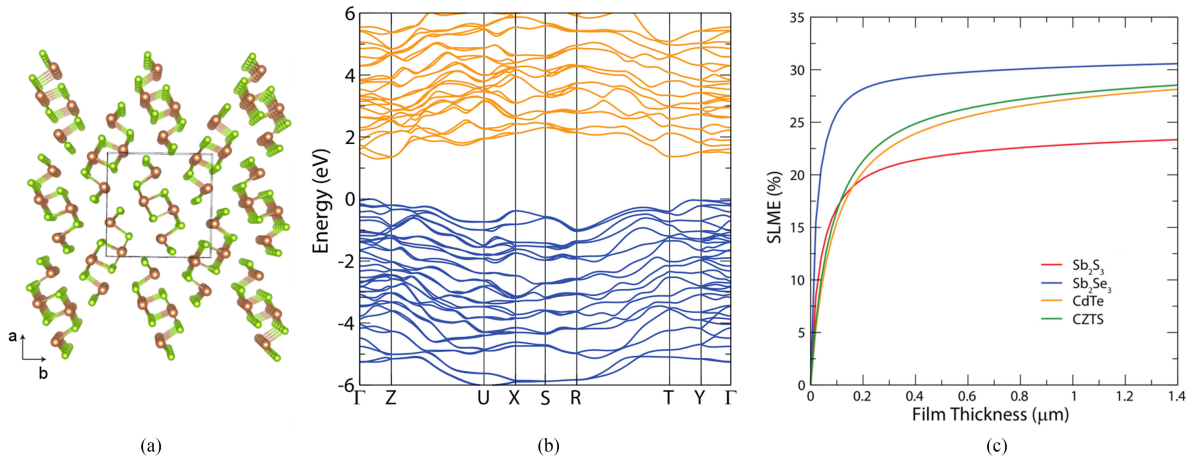 a
b
(a)
Energy (eV)
6
4
2
0
-2
-4
-6
Γ Z U X S R T Y Γ
(b)
SLME (%)
35
30
25
20
15
10
5
0
0 0.2 0.4 0.6 0.8 1 1.2 1.4
Film Thickness (μm)
Sb₂S₃
Sb₂Se₃
CdTe
CZTS
(c)